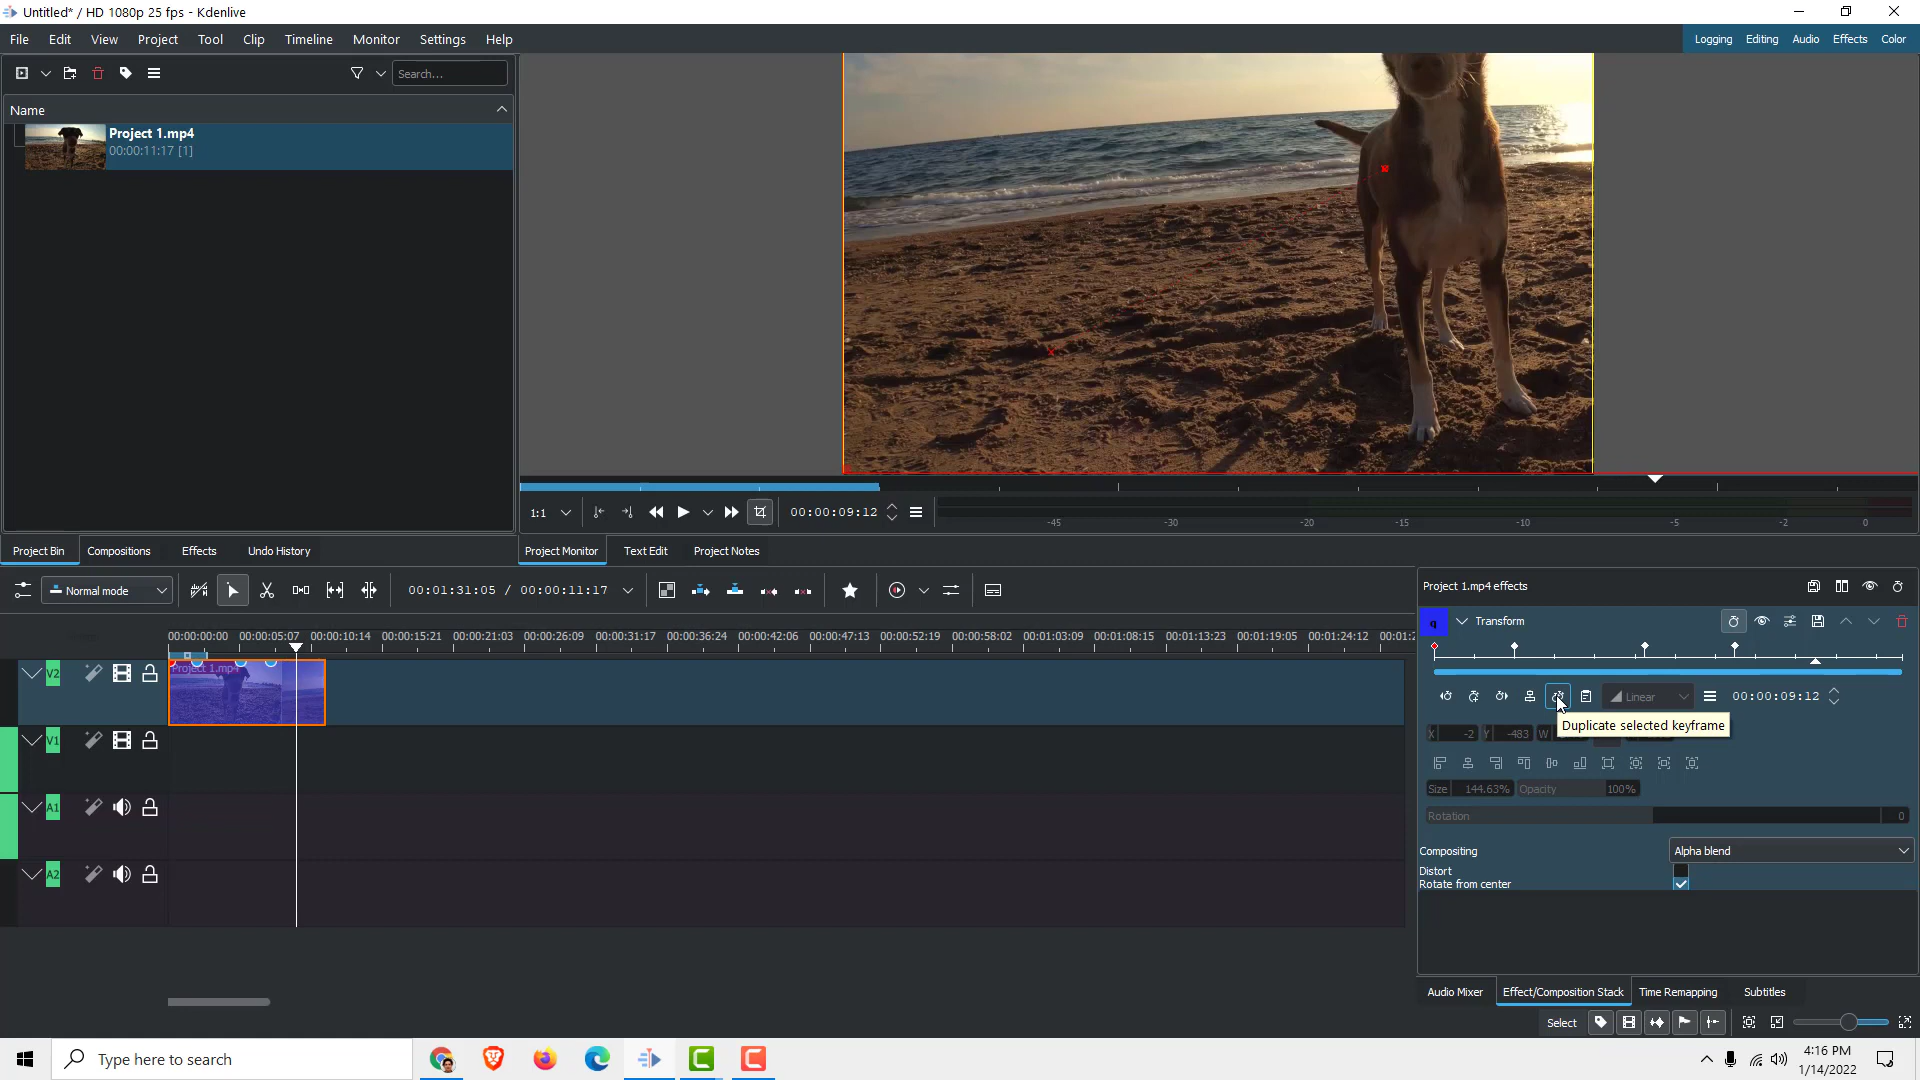 Untitled* / HD 1080p 25 fps - Kdenlive
File Edit View Project Tool Clip Timeline Monitor Settings Help
Logging Editing Audio Effects Color
Search...
Name
Project 1.mp4
00:00:11:17 [1]
1:1
00:00:09:12
-45 -30 -20 -15 -10 -5 -2 0
Project Bin Compositions Effects Undo History
Project Monitor Text Edit Project Notes
Normal mode
00:01:31:05 / 00:00:11:17
00:00:00:00 00:00:05:07 00:00:10:14 00:00:15:21 00:00:21:03 00:00:26:09 00:00:31:17 00:00:36:24 00:00:42:06 00:00:47:13 00:00:52:19 00:00:58:02 00:01:03:09 00:01:08:15 00:01:13:23 00:01:19:05 00:01:24:12
V2
Project 1.mp4
V1
A1
A2
Project 1.mp4 effects
q Transform
Linear
00:00:09:12
Duplicate selected keyframe
X -2 Y -483 W
Size 144.63% Opacity 100%
Rotation 0
Compositing Alpha blend
Distort
Rotate from center
Audio Mixer Effect/Composition Stack Time Remapping Subtitles
Select
Type here to search
4:16 PM
1/14/2022